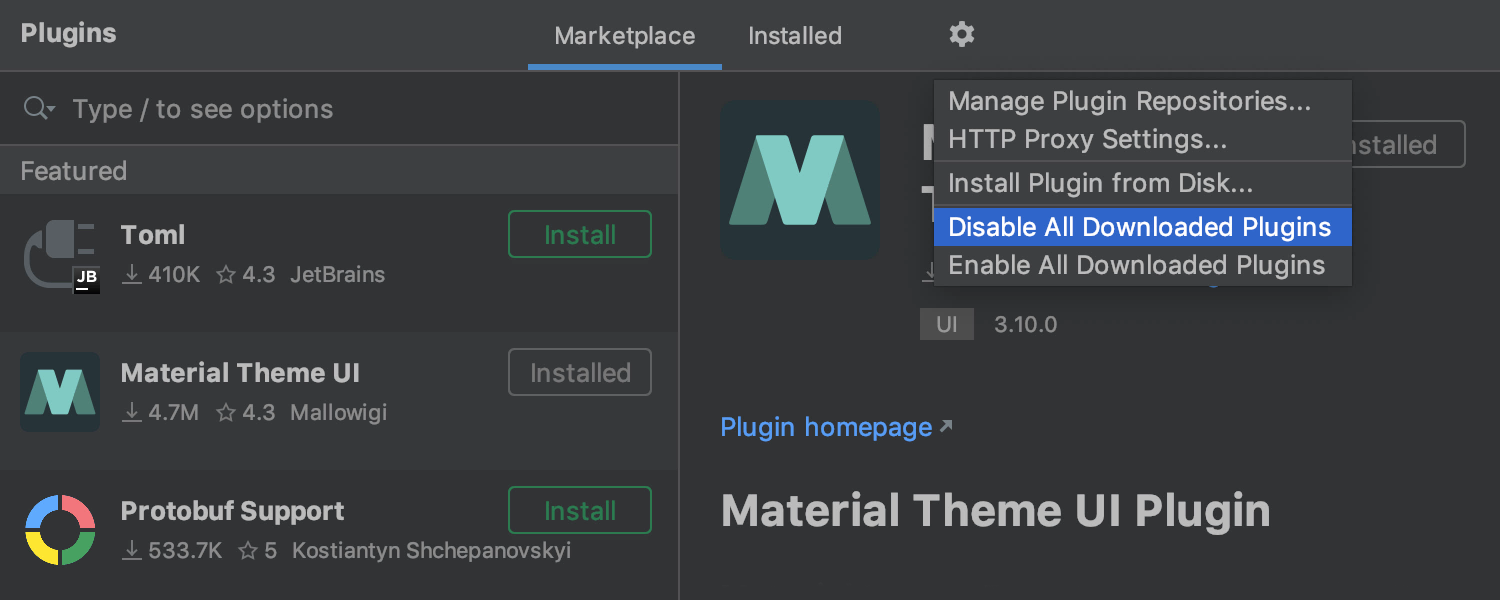 Plugins
Marketplace Installed
Type / to see options
Featured
Toml
Install
410K 4.3 JetBrains
JB
Material Theme UI
Installed
4.7M 4.3 Mallowigi
Protobuf Support
Install
533.7K 5 Kostiantyn Shchepanovskyi
Manage Plugin Repositories...
HTTP Proxy Settings...
Install Plugin from Disk...
Disable All Downloaded Plugins
Enable All Downloaded Plugins
UI 3.10.0
Plugin homepage
Material Theme UI Plugin